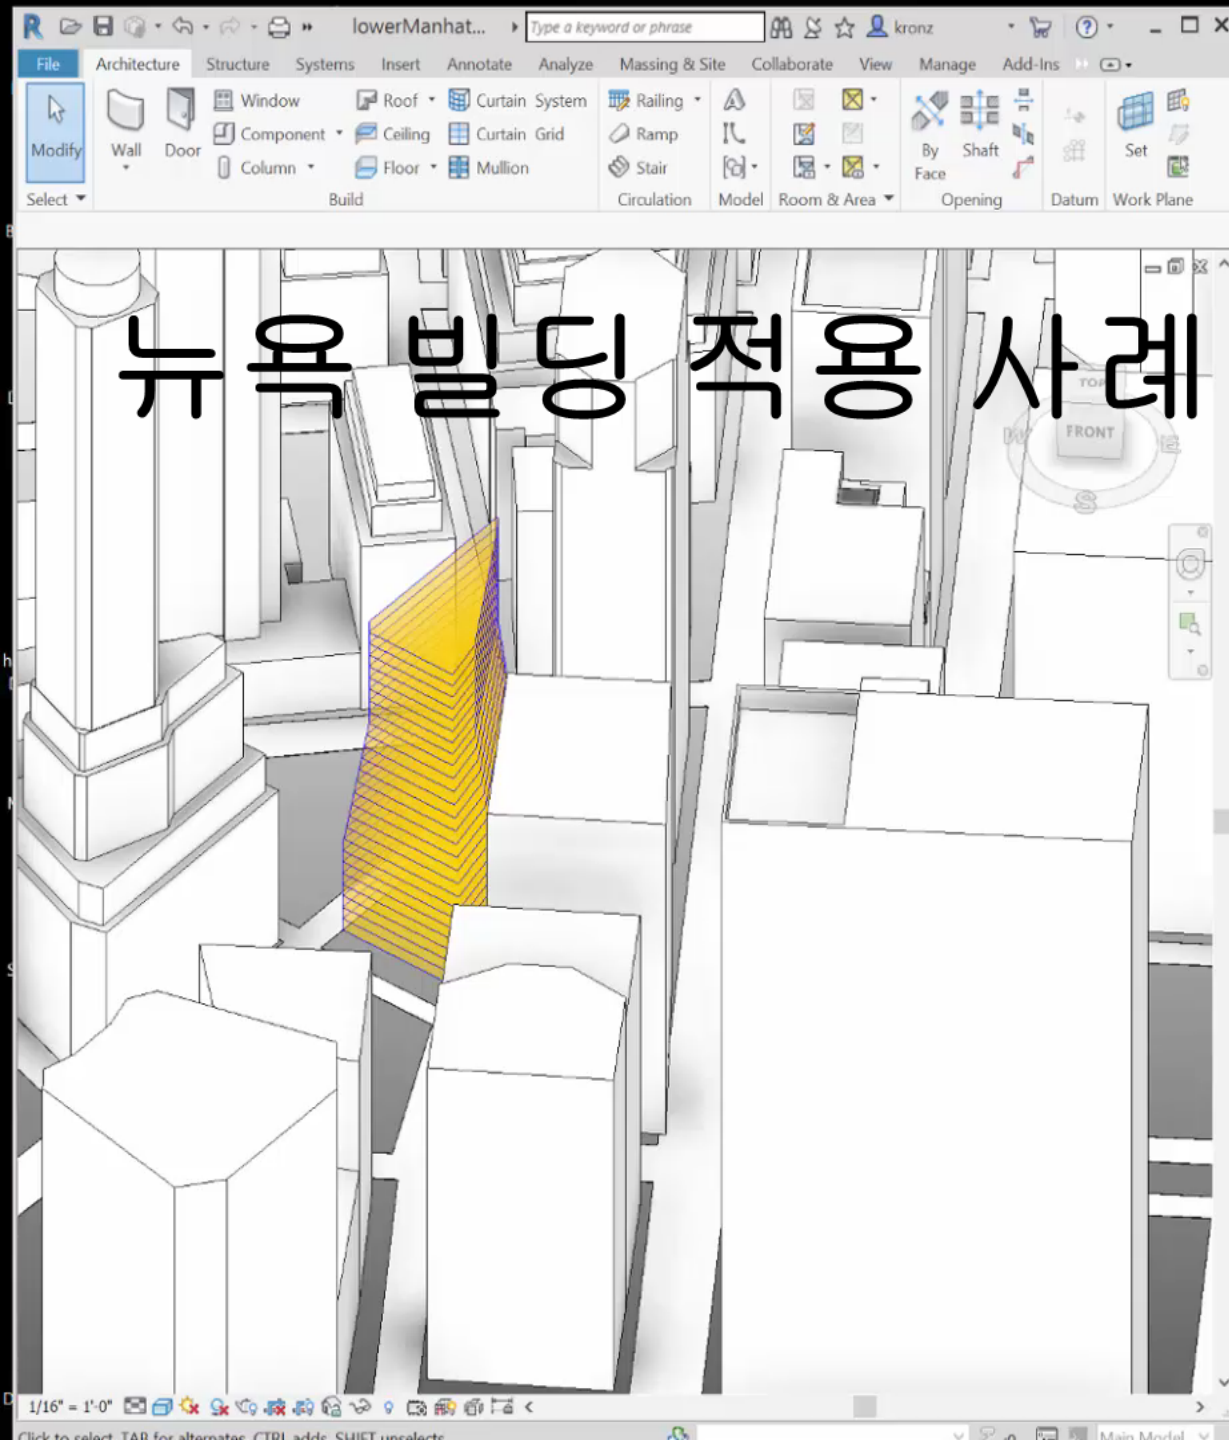 lowerManhat...
Type a keyword or phrase
kronz
File Architecture Structure Systems Insert Annotate Analyze Massing & Site Collaborate View Manage Add-Ins
Modify
Wall
Door
Window
Component
Column
Roof
Ceiling
Floor
Curtain System
Curtain Grid
Mullion
Railing
Ramp
Stair
By Face
Shaft
Set
Select Build Circulation Model Room & Area Opening Datum Work Plane
뉴욕 빌딩 적용 사례
TOP
FRONT
W
E
S
1/16" = 1'-0"
Click to select, TAB for alternates, CTRL adds, SHIFT unselects.
Main Model